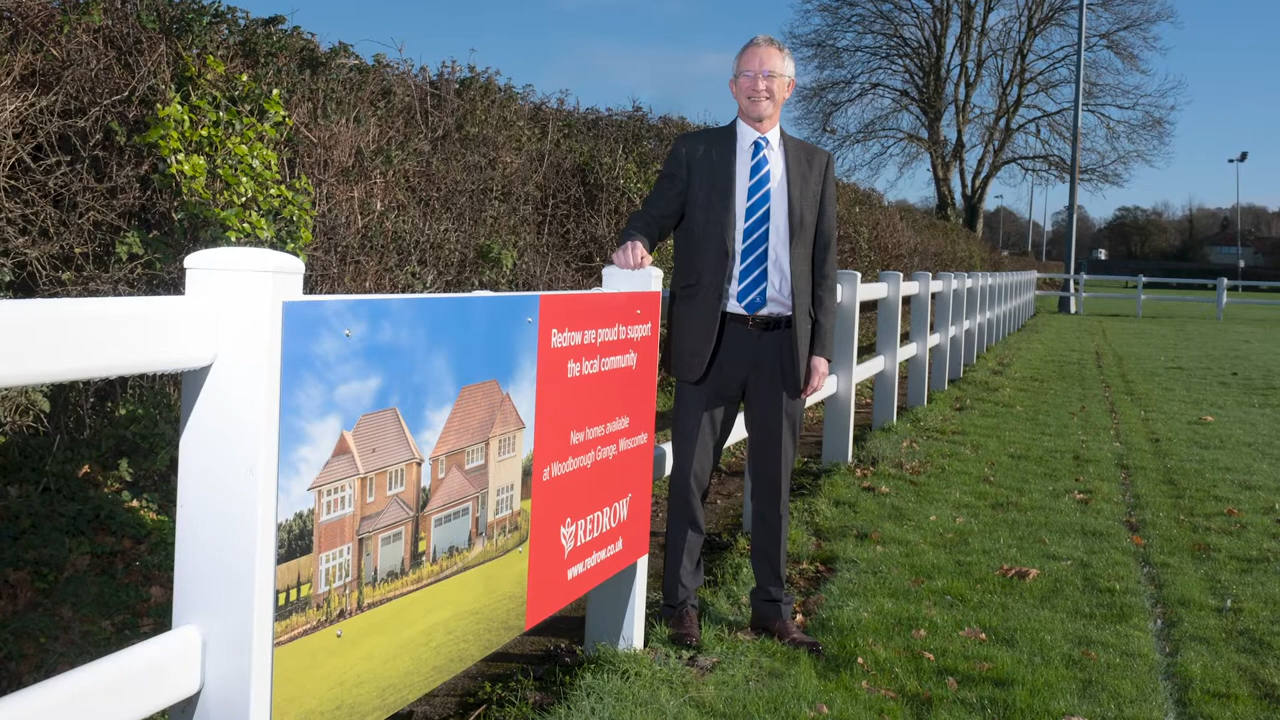 Redrow are proud to support
the local community
New homes available
at Woodborough Grange, Winscombe
REDROW
www.redrow.co.uk